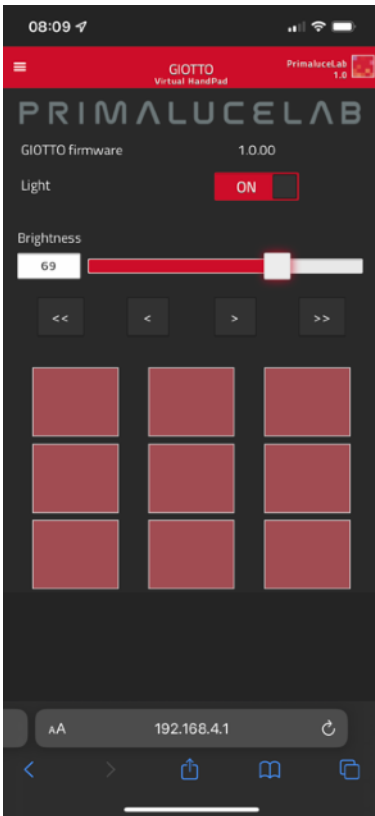 08:09
GIOTTO
Virtual HandPad
PrimaluceLab
1.0
PRIMALUCELAB
GIOTTO firmware 1.0.00
Light ON
Brightness
69
<< < > >>
AA 192.168.4.1